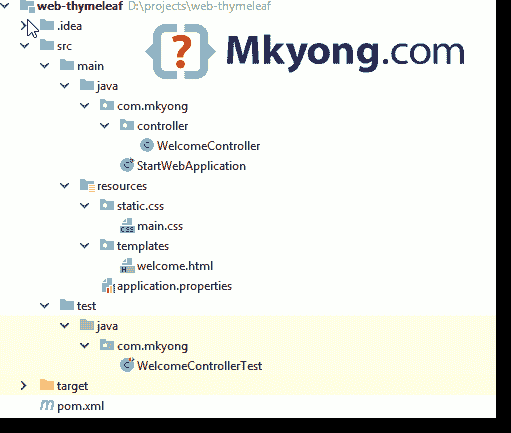 web-thymeleaf D:\projects\web-thymeleaf
.idea
src
{?} Mkyong.com
main
java
com.mkyong
controller
WelcomeController
StartWebApplication
resources
static.css
main.css
templates
welcome.html
application.properties
test
java
com.mkyong
WelcomeControllerTest
target
pom.xml